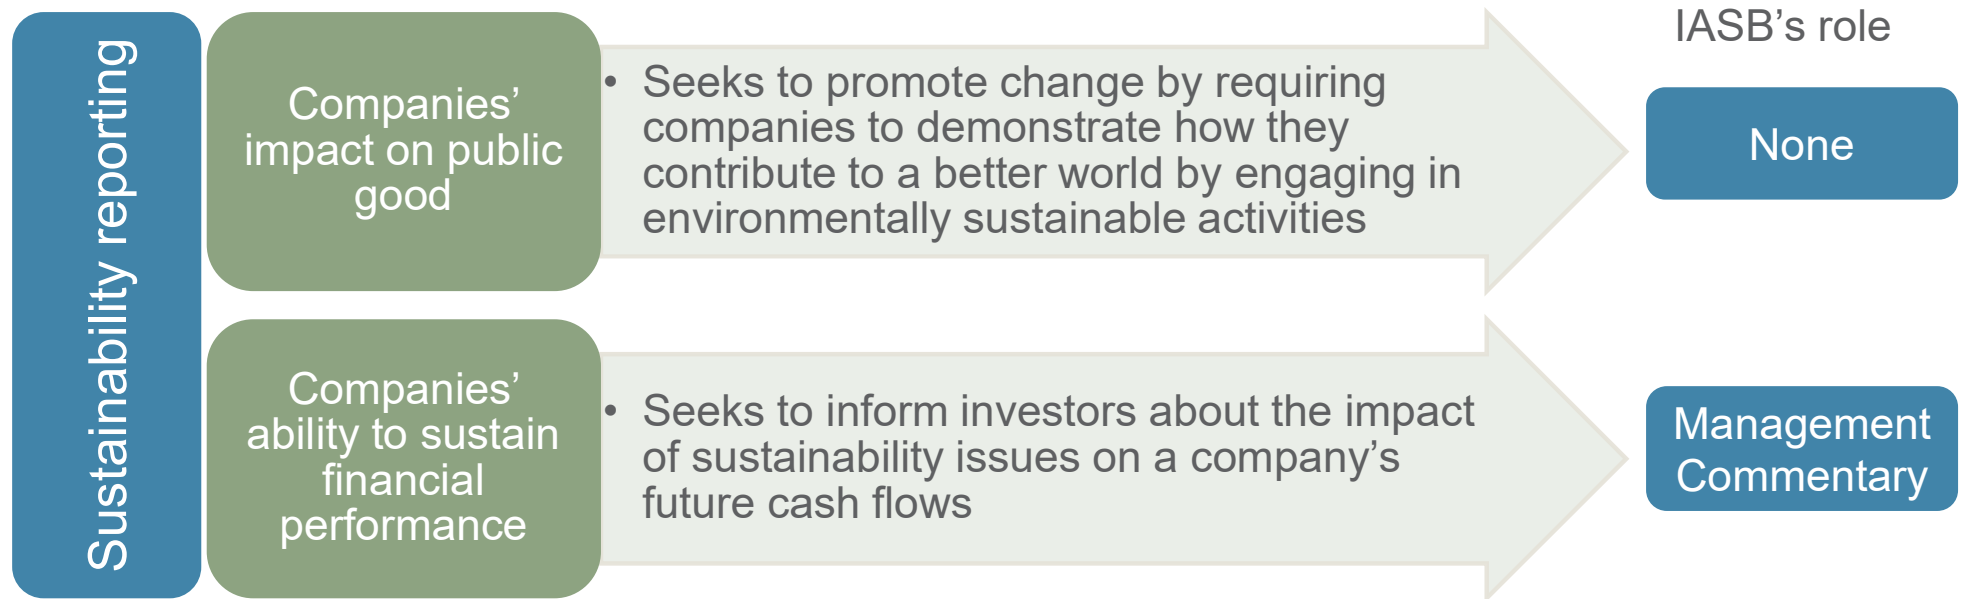 Sustainability reporting
Companies’
impact on public
good
• Seeks to promote change by requiring
companies to demonstrate how they
contribute to a better world by engaging in
environmentally sustainable activities
IASB’s role
None
Companies’
ability to sustain
financial
performance
• Seeks to inform investors about the impact
of sustainability issues on a company’s
future cash flows
Management
Commentary